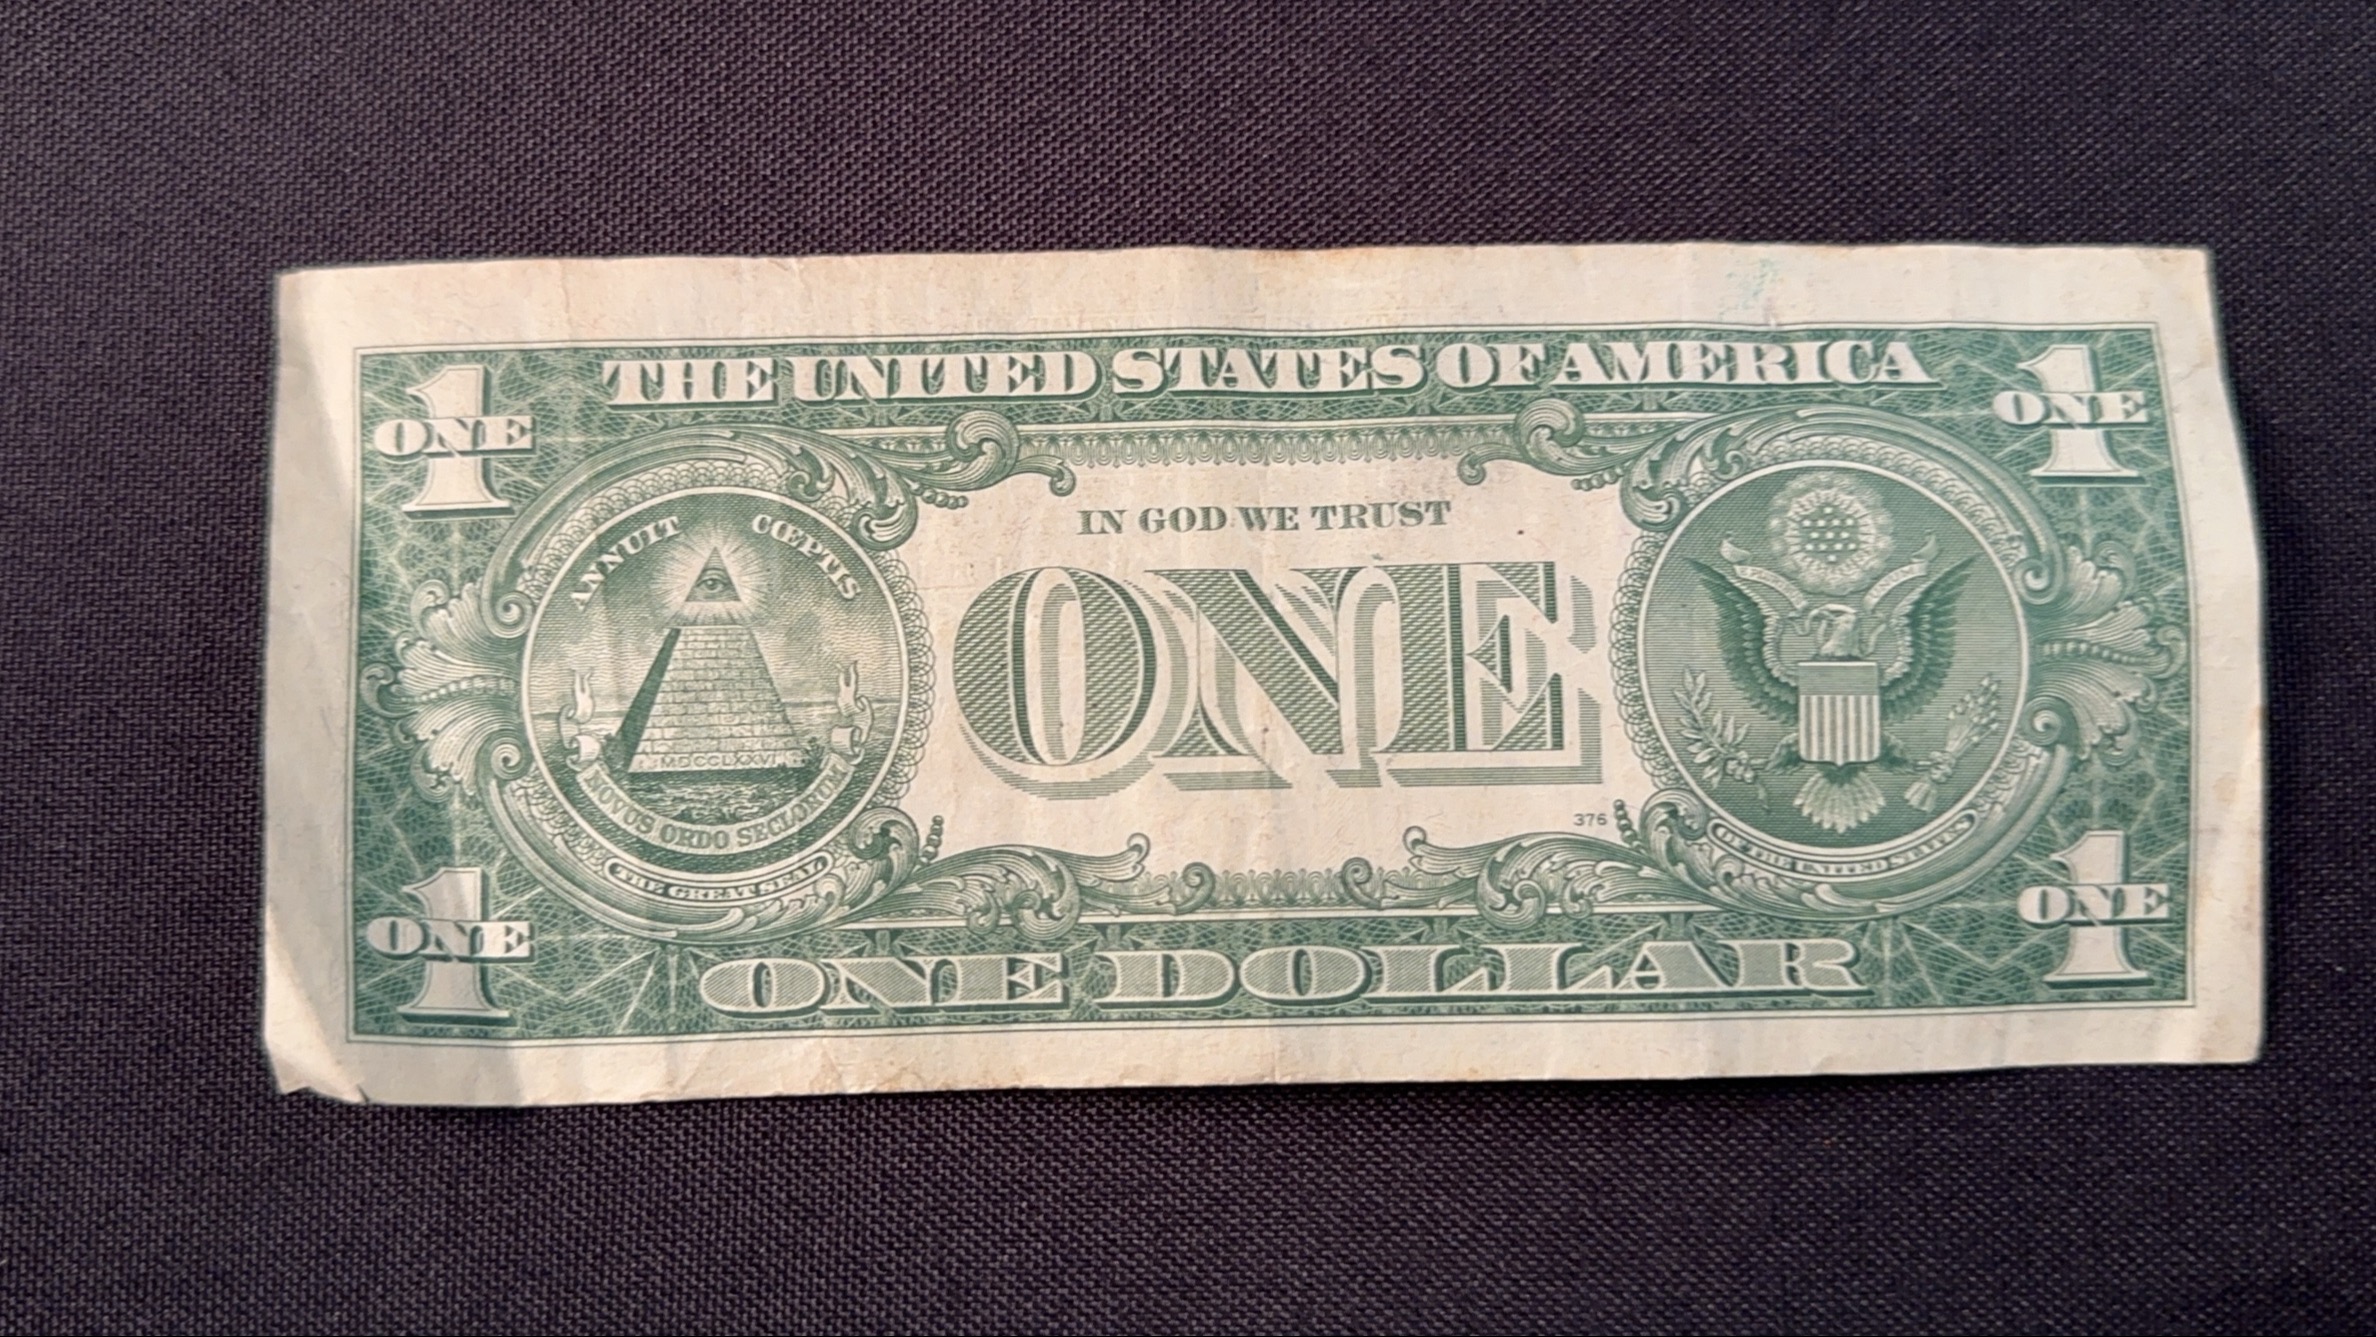 THE UNITED STATES OF AMERICA
1
ONE
1
ONE
IN GOD WE TRUST
ANNUIT CŒPTIS
ONE
MDCCLXXVI
NOVUS ORDO SECLORUM
376
THE GREAT SEAL
OF THE UNITED STATES
1
ONE
1
ONE
ONE DOLLAR